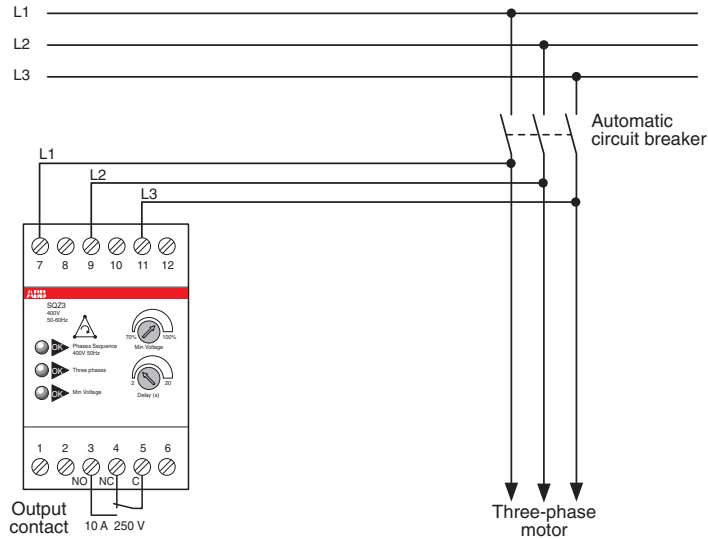 L1
L2
L3
Automatic
circuit breaker
L1
L2
L3
7 8 9 10 11 12
ABB
SQZ3
400V
50-60Hz
70% 100%
Min Voltage
OK Phases Sequence
400V 50Hz
OK Three phases
2 20
OK Min Voltage
Delay (s)
1 2 3 4 5 6
NO NC C
Output
contact
10 A 250 V
Three-phase
motor